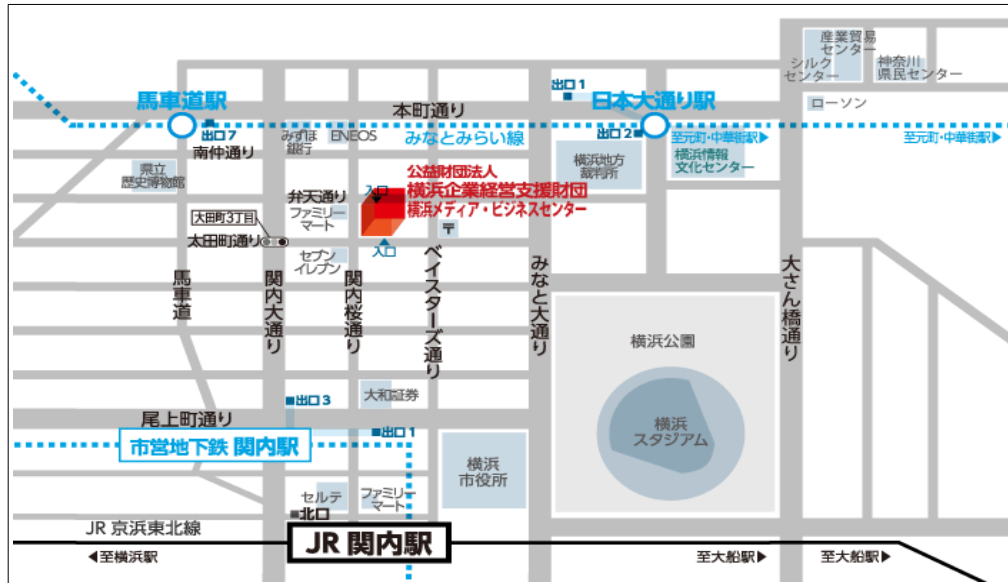 産業貿易
センター
シルク
センター
神奈川
県民センター
馬車道駅
出口1
日本大通り駅
本町通り
ローソン
出口7
みずほ
銀行
ENEOS
みなとみらい線
出口2
至元町・中華街駅▶
至元町・中華街駅▶
南仲通り
横浜地方
裁判所
横浜情報
文化センター
県立
歴史博物館
公益財団法人
弁天通り
入口
横浜企業経営支援財団
ファミリー
マート
横浜メディア・ビジネスセンター
大田町3丁目
太田町通り
〒
セブン
イレブン
入口
馬車道
関内大通り
関内桜通り
ベイスターズ通り
みなと大通り
大さん橋通り
横浜公園
出口3
大和証券
尾上町通り
出口1
横浜
スタジアム
市営地下鉄 関内駅
横浜
市役所
セルテ
ファミリー
マート
北口
JR 京浜東北線
JR 関内駅
◀至横浜駅
至大船駅▶
至大船駅▶